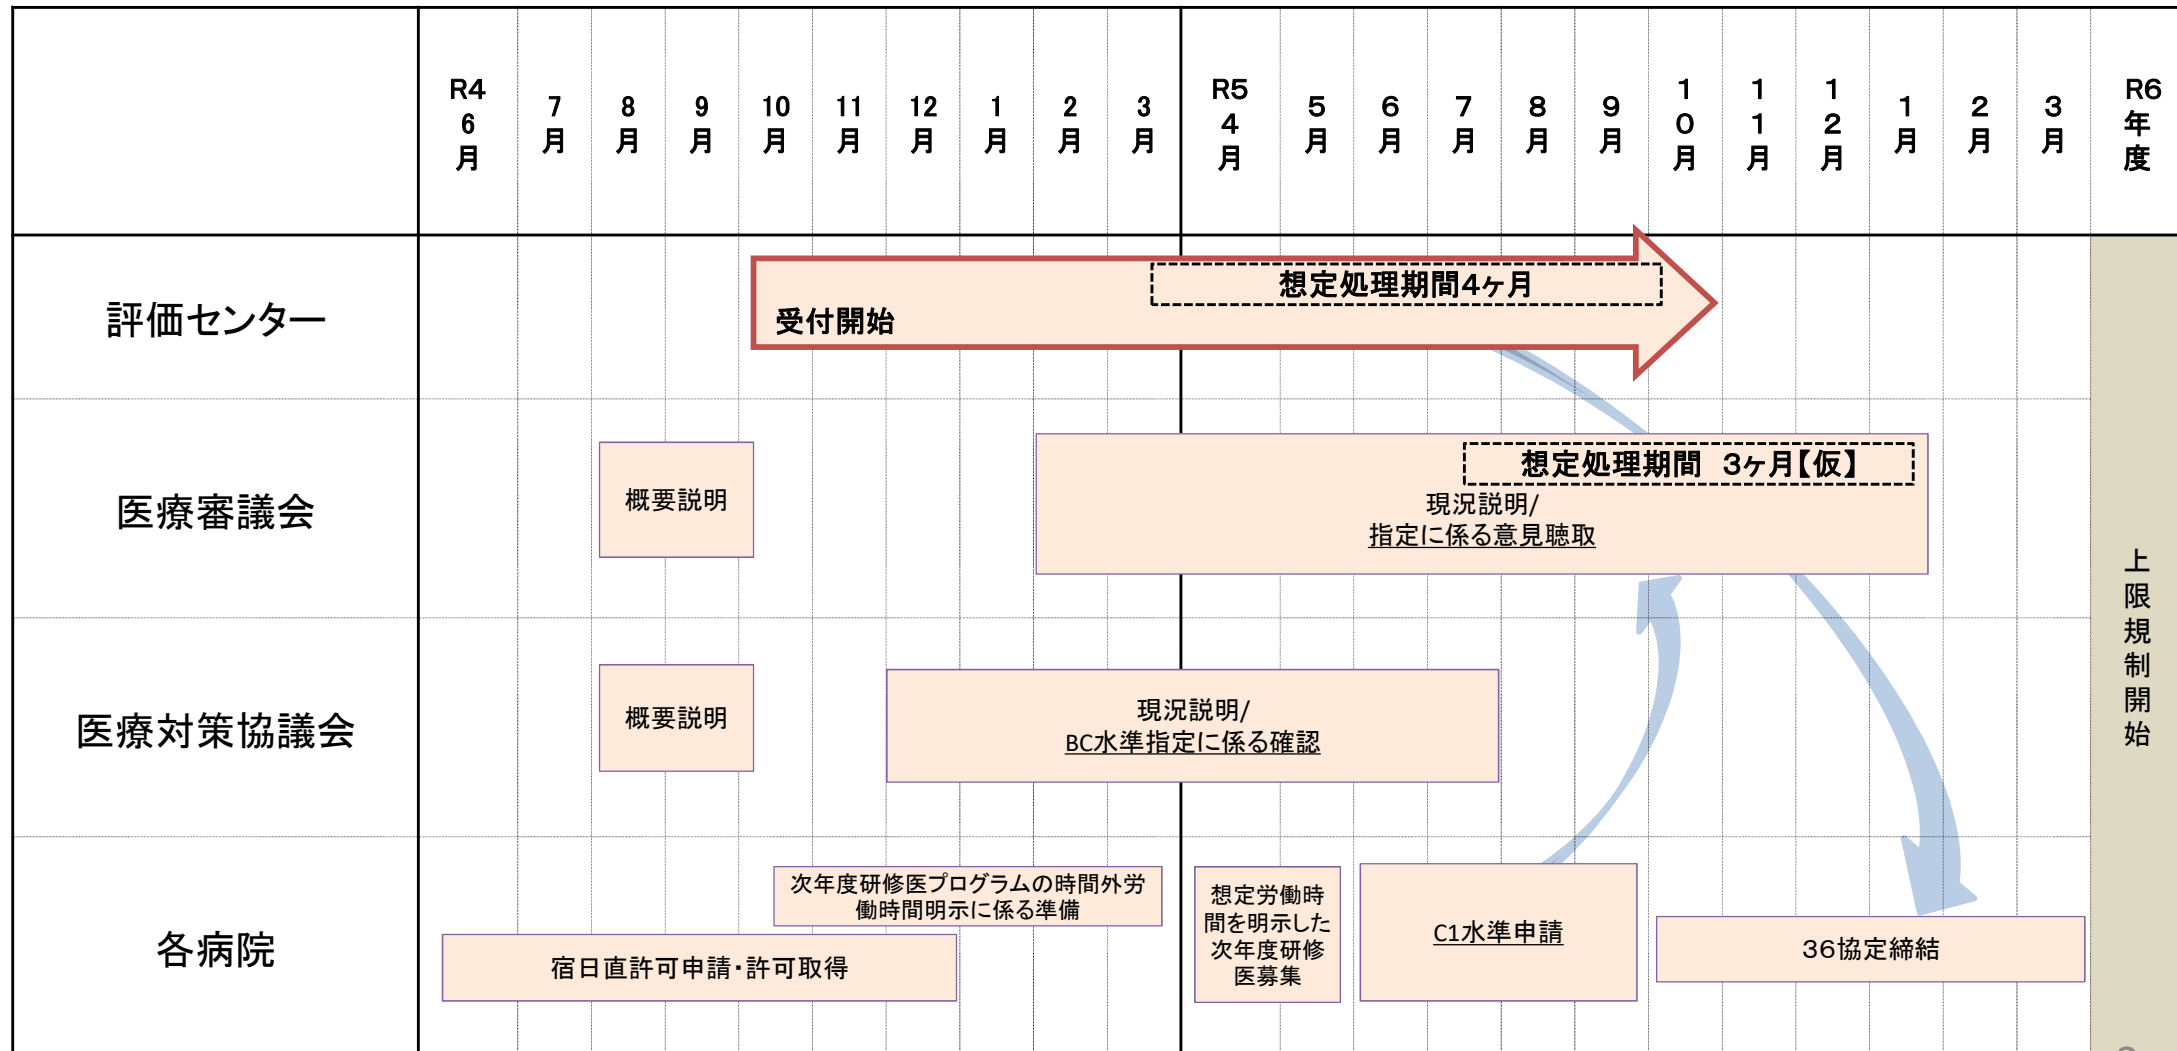 R4
6
月
7
月
8
月
9
月
10
月
11
月
12
月
1
月
2
月
3
月
R5
4
月
5
月
6
月
7
月
8
月
9
月
1
0
月
1
1
月
1
2
月
1
月
2
月
3
月
R6
年
度
評価センター
想定処理期間4ヶ月
受付開始
医療審議会
概要説明
想定処理期間 3ヶ月【仮】
現況説明/
指定に係る意見聴取
医療対策協議会
概要説明
現況説明/
BC水準指定に係る確認
各病院
次年度研修医プログラムの時間外労
働時間明示に係る準備
宿日直許可申請・許可取得
想定労働時
間を明示した
次年度研修
医募集
C1水準申請
36協定締結
上
限
規
制
開
始